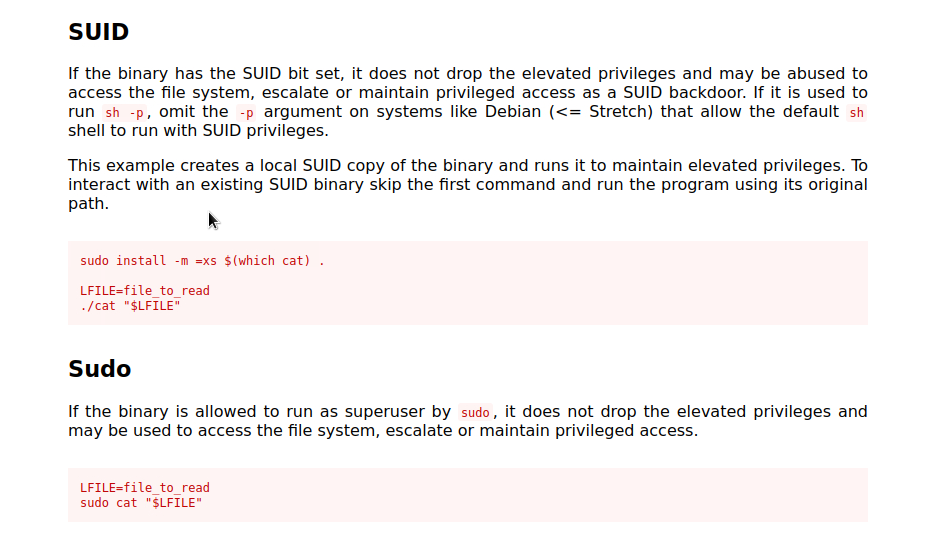 SUID
If the binary has the SUID bit set, it does not drop the elevated privileges and may be abused to
access the file system, escalate or maintain privileged access as a SUID backdoor. If it is used to
run sh -p, omit the -p argument on systems like Debian (<= Stretch) that allow the default sh
shell to run with SUID privileges.
This example creates a local SUID copy of the binary and runs it to maintain elevated privileges. To
interact with an existing SUID binary skip the first command and run the program using its original
path.
sudo install -m =xs $(which cat) .
LFILE=file_to_read
./cat "$LFILE"
Sudo
If the binary is allowed to run as superuser by sudo, it does not drop the elevated privileges and
may be used to access the file system, escalate or maintain privileged access.
LFILE=file_to_read
sudo cat "$LFILE"